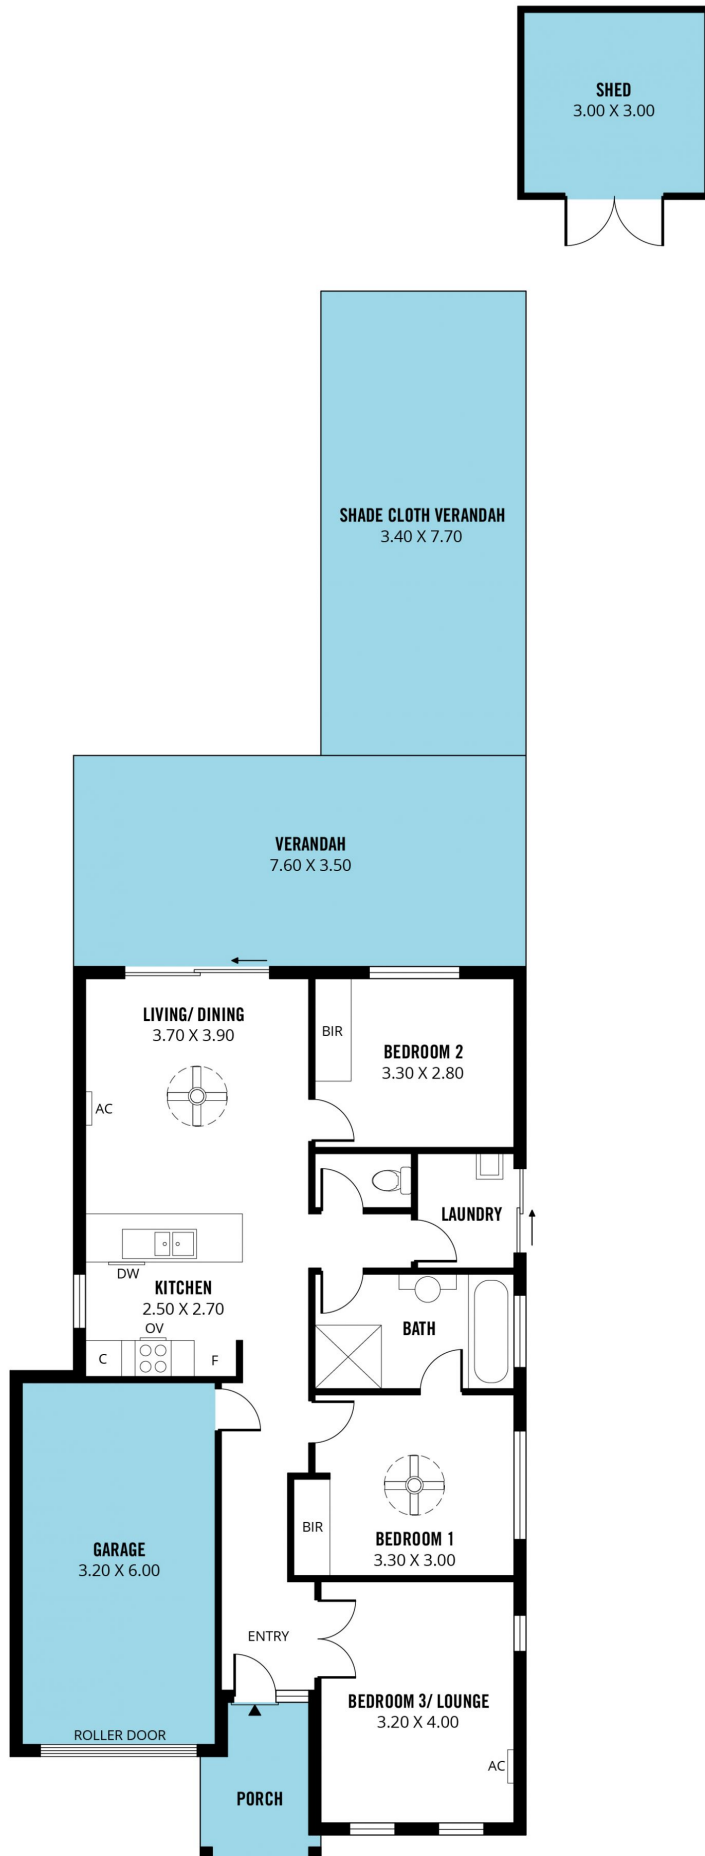 SHED
3.00 X 3.00
SHADE CLOTH VERANDAH
3.40 X 7.70
VERANDAH
7.60 X 3.50
LIVING/ DINING
3.70 X 3.90
BIR
BEDROOM 2
3.30 X 2.80
AC
LAUNDRY
DW
KITCHEN
2.50 X 2.70
OV
C
F
BATH
GARAGE
3.20 X 6.00
BIR
BEDROOM 1
3.30 X 3.00
ENTRY
BEDROOM 3/ LOUNGE
3.20 X 4.00
ROLLER DOOR
AC
PORCH